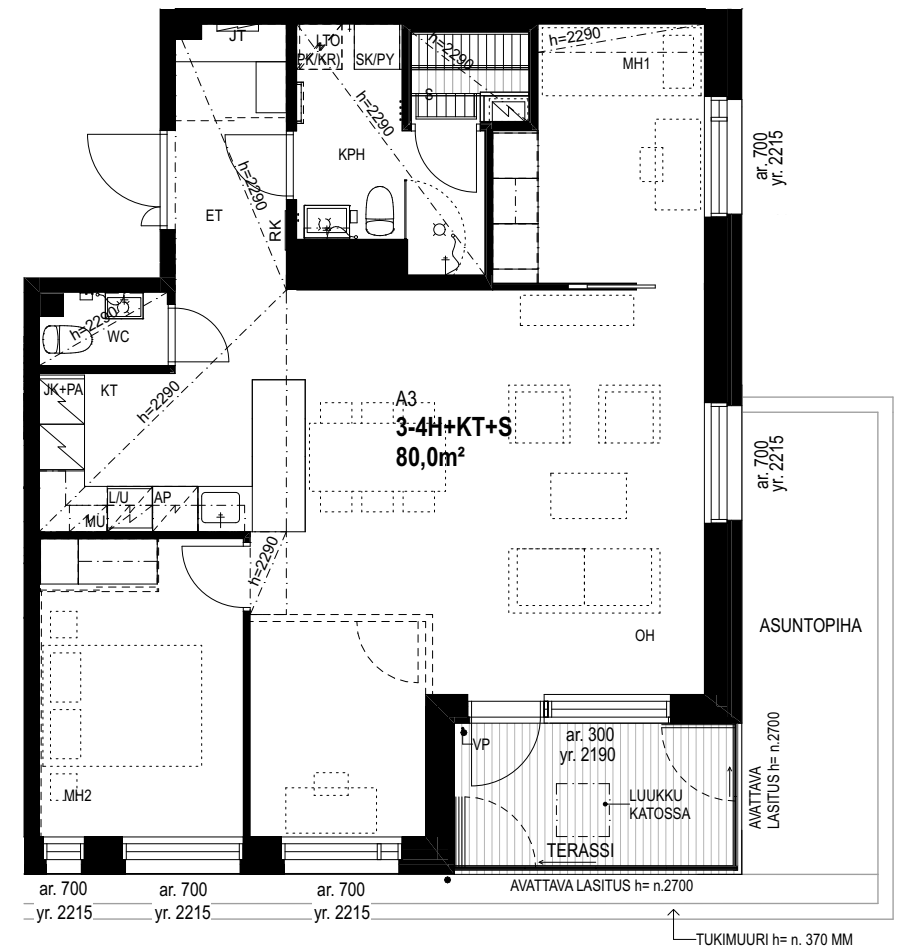 JT
LTO
(PK/KR)
SK/PY
h=2290
S
h=2290
MH1
h=2290
KPH
h=2290
ET
RK
ar. 700
yr. 2215
h=2290
WC
JK+PA
KT
h=2290
A3
3-4H+KT+S
80,0m²
ar. 700
yr. 2215
L/U
AP
MU
h=2290
OH
ASUNTOPIHA
MH2
VP
ar. 300
yr. 2190
LUUKKU
KATOSSA
TERASSI
AVATTAVA
LASITUS h= n.2700
AVATTAVA LASITUS h= n.2700
ar. 700
yr. 2215
ar. 700
yr. 2215
ar. 700
yr. 2215
TUKIMUURI h= n. 370 MM